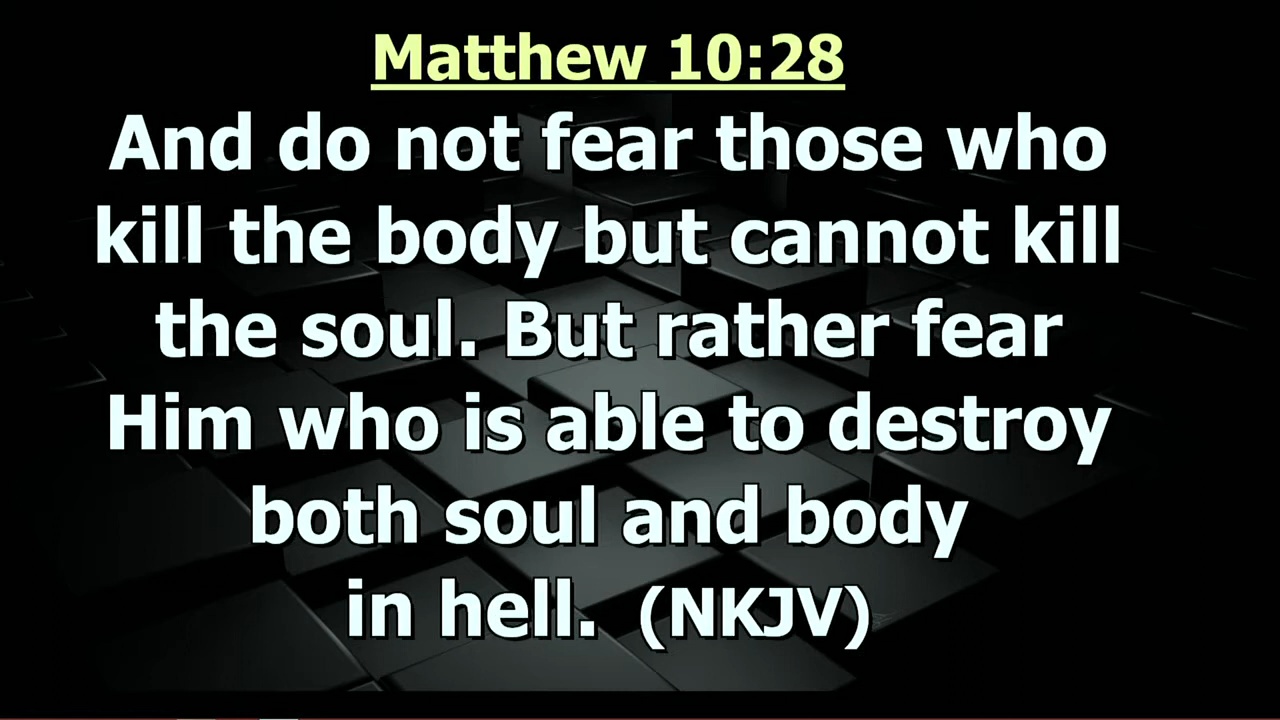 Matthew 10:28
And do not fear those who
kill the body but cannot kill
the soul. But rather fear
Him who is able to destroy
both soul and body
in hell. (NKJV)